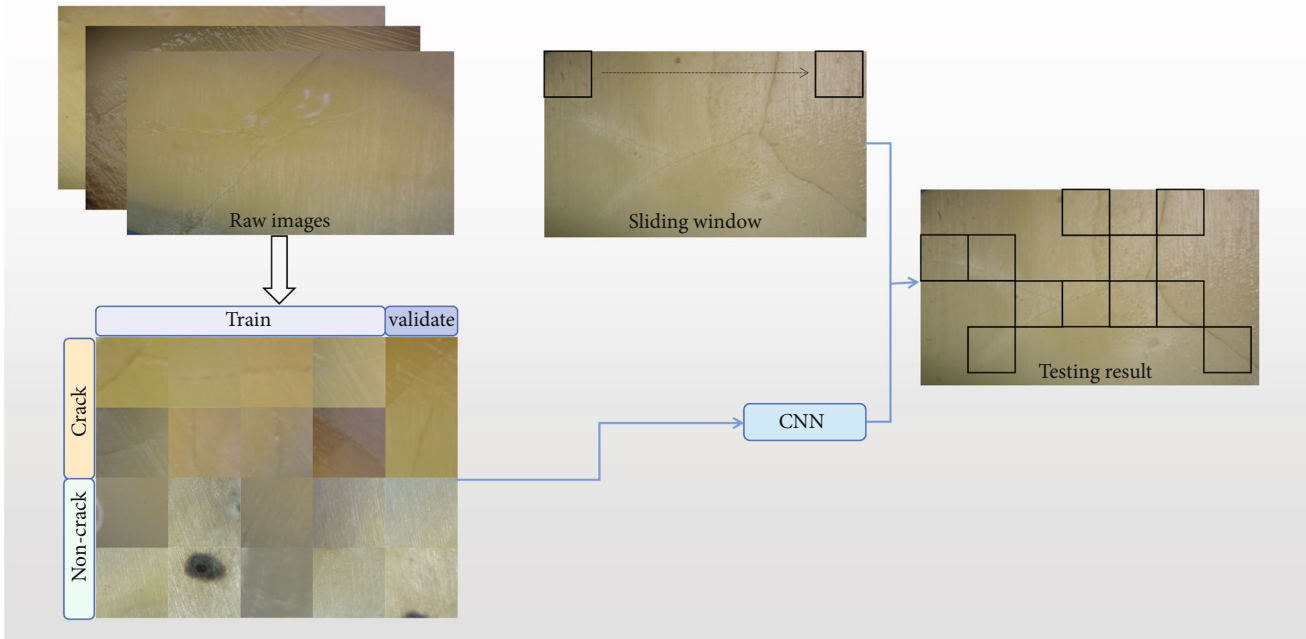 Raw images
Sliding window
Testing result
Train
validate
Crack
Non-crack
CNN